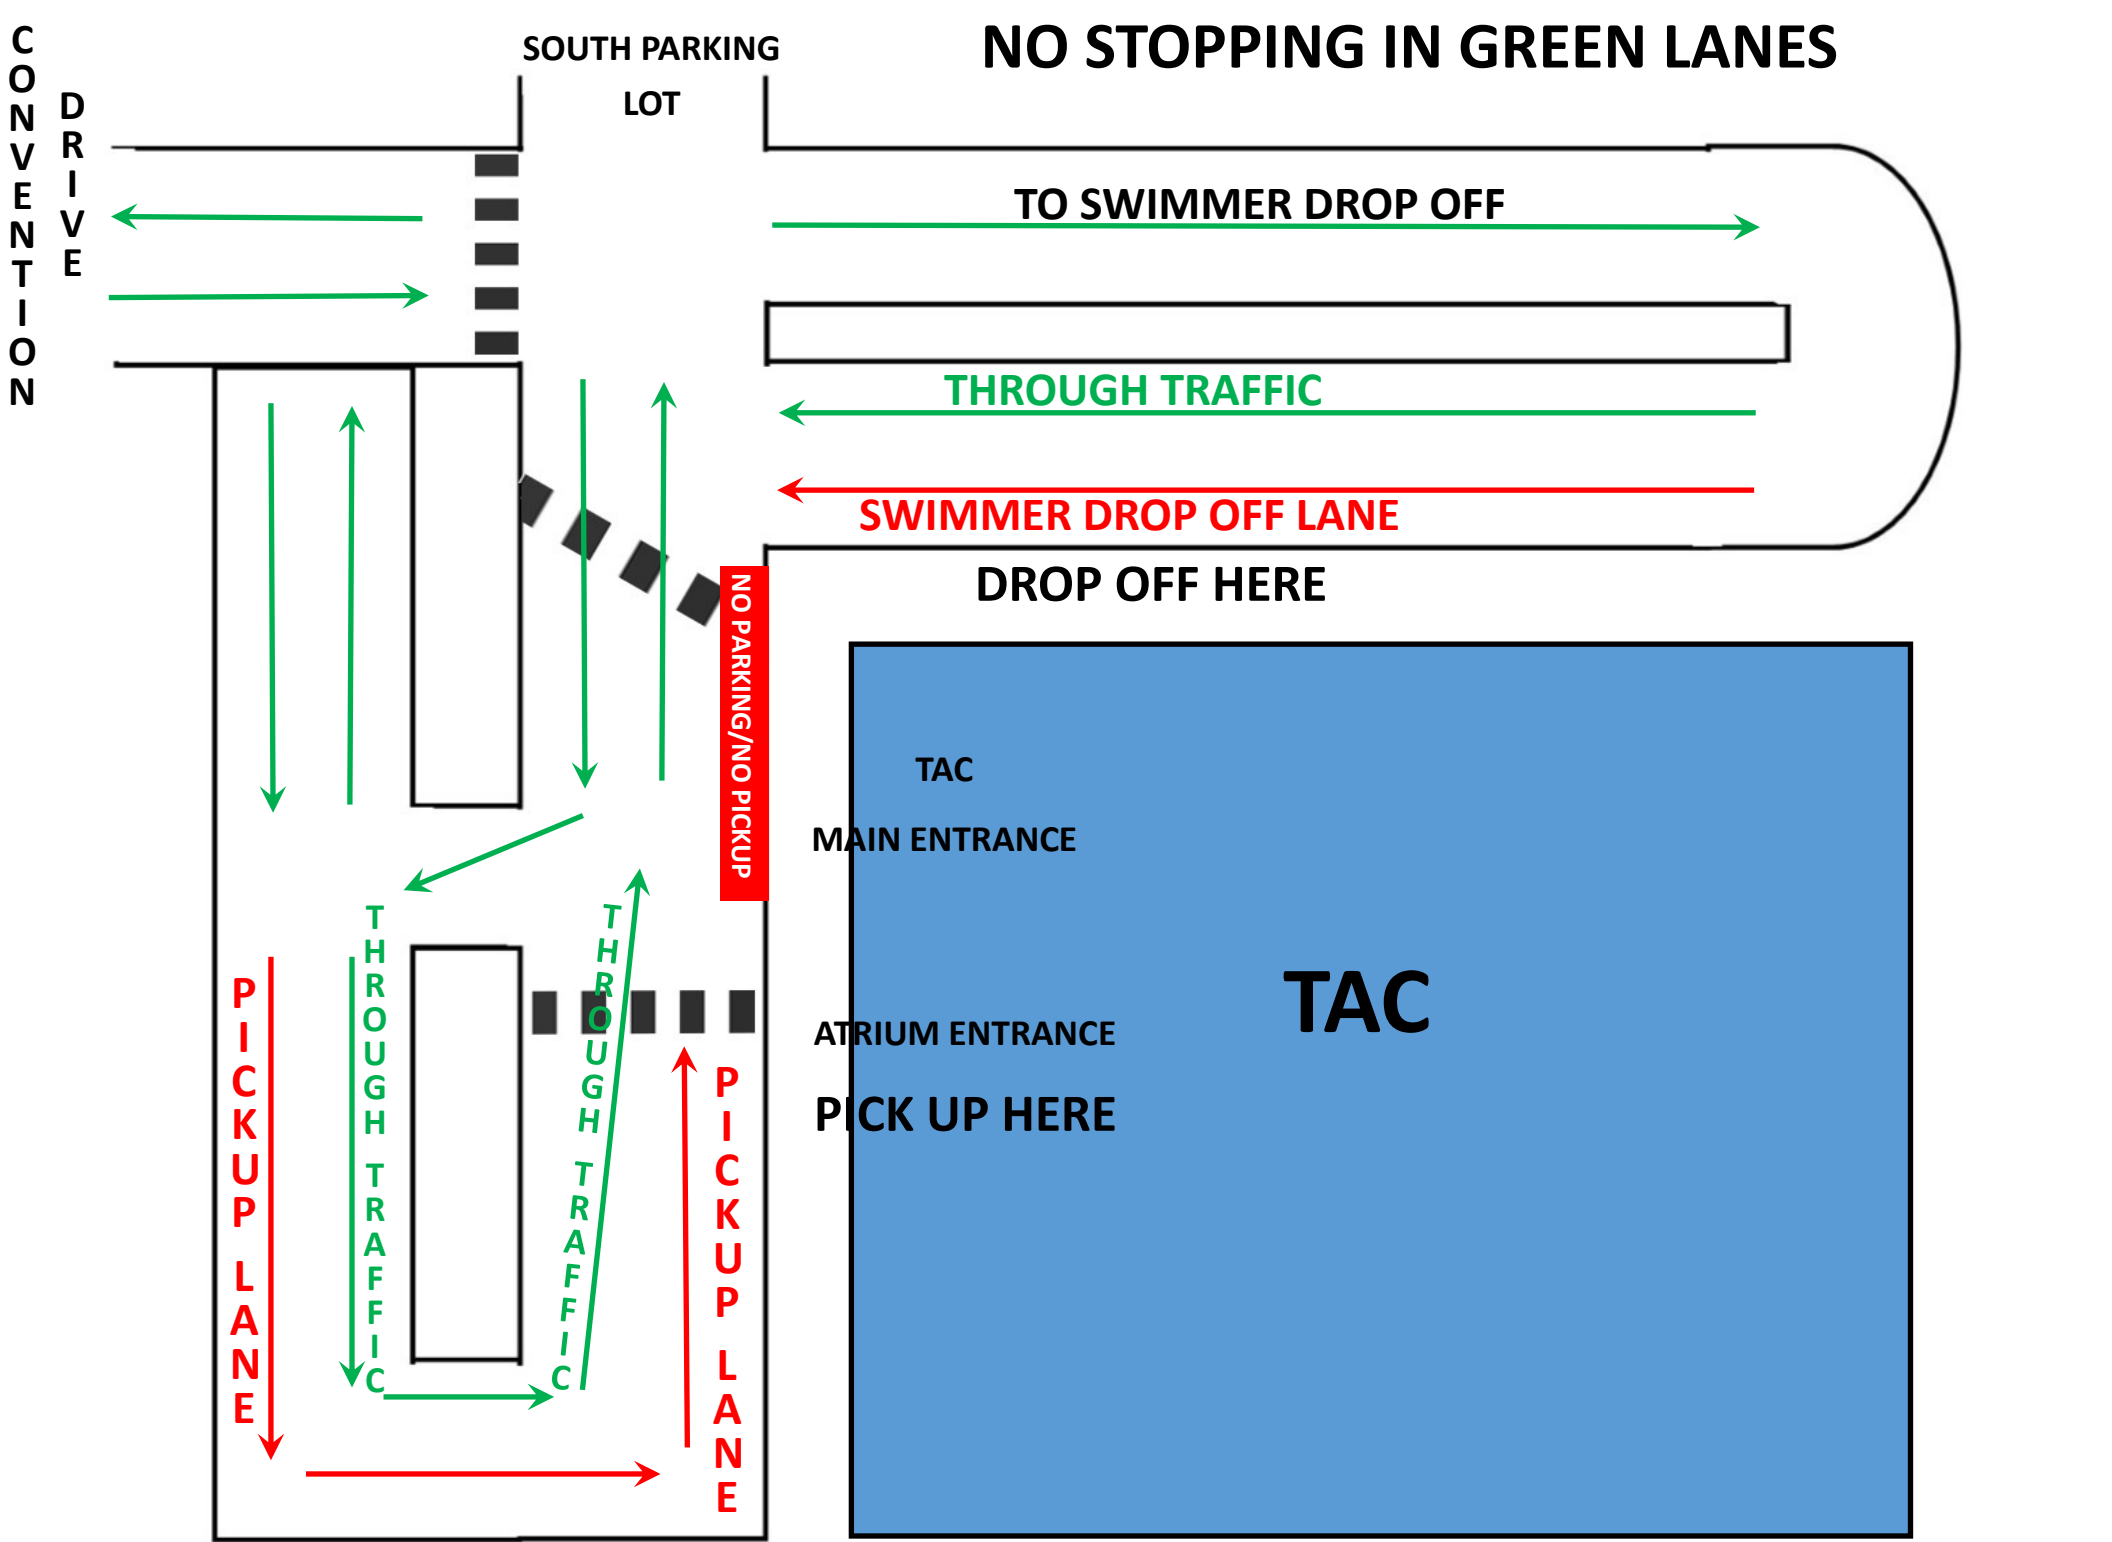 CONVENTION
DRIVE
SOUTH PARKING
LOT
NO STOPPING IN GREEN LANES
TO SWIMMER DROP OFF
THROUGH TRAFFIC
SWIMMER DROP OFF LANE
DROP OFF HERE
NO PARKING/NO PICKUP
TAC
MAIN ENTRANCE
THROUGH TRAFFIC
THROUGH TRAFFIC
PICKUP LANE
PICKUP LANE
ATRIUM ENTRANCE
PICK UP HERE
TAC